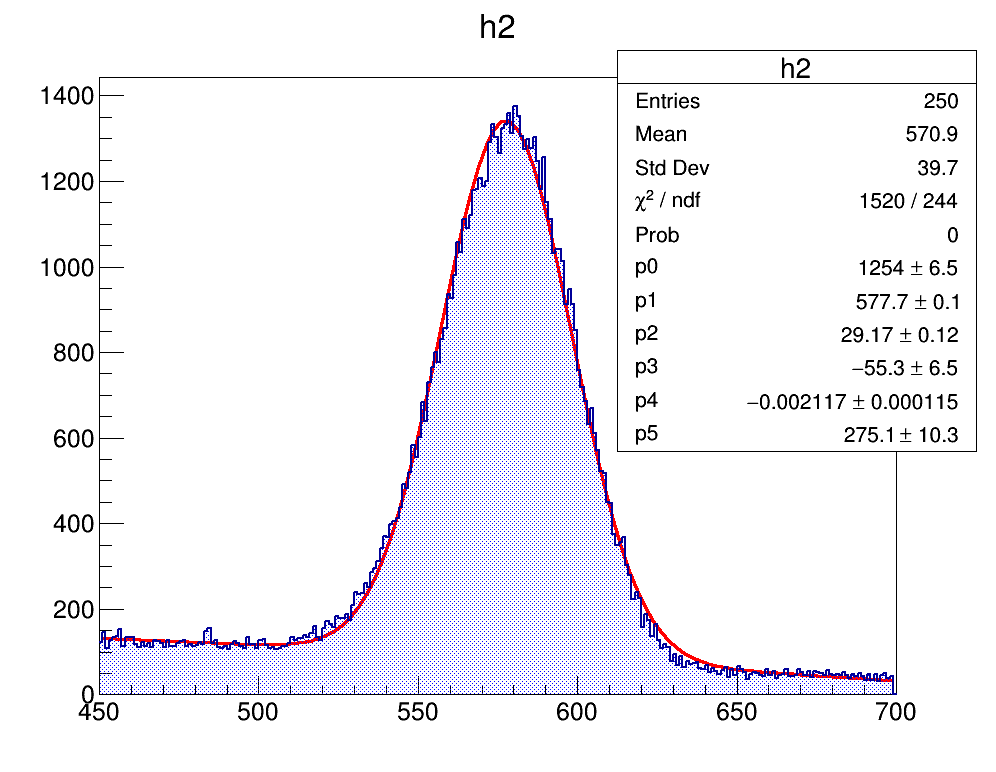 h2
h2
Entries 250
Mean 570.9
Std Dev 39.7
χ² / ndf 1520 / 244
Prob 0
p0 1254 ± 6.5
p1 577.7 ± 0.1
p2 29.17 ± 0.12
p3 −55.3 ± 6.5
p4 −0.002117 ± 0.000115
p5 275.1 ± 10.3
1400
1200
1000
800
600
400
200
0
450 500 550 600 650 700